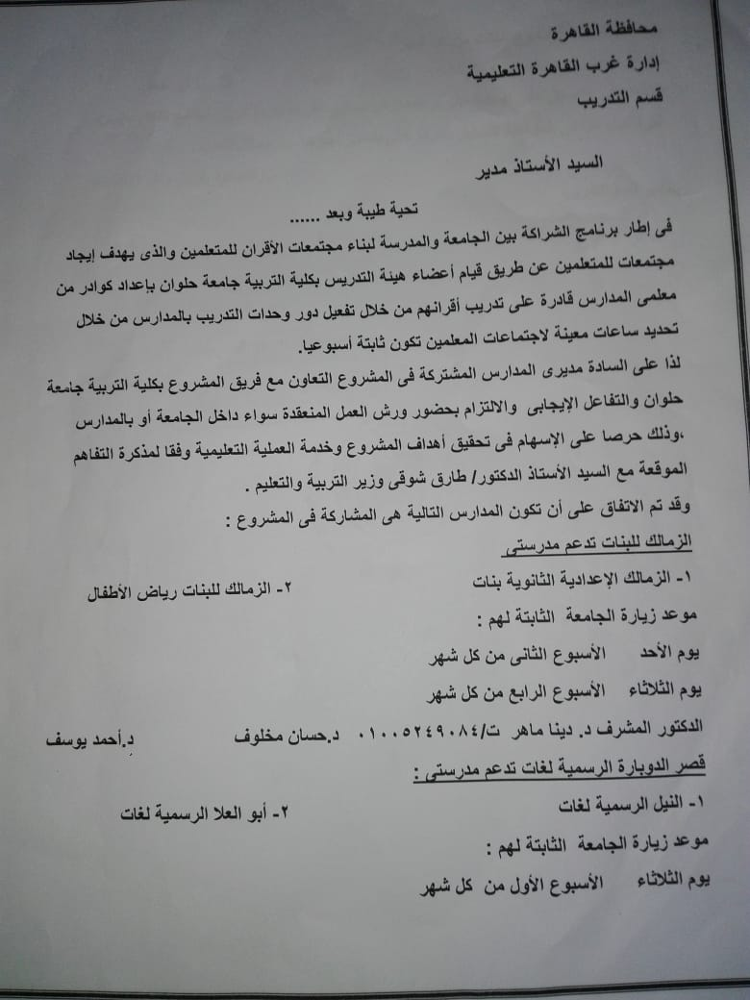 محافظة القاهرة
إدارة غرب القاهرة التعليمية
قسم التدريب
السيد الأستاذ مدير
تحية طيبة وبعد ......
فى إطار برنامج الشراكة بين الجامعة والمدرسة لبناء مجتمعات الأقران للمتعلمين والذى يهدف إيجاد
مجتمعات للمتعلمين عن طريق قيام أعضاء هيئة التدريس بكلية التربية جامعة حلوان بإعداد كوادر من
معلمى المدارس قادرة على تدريب أقرانهم من خلال تفعيل دور وحدات التدريب بالمدارس من خلال
تحديد ساعات معينة لاجتماعات المعلمين تكون ثابتة أسبوعيا.
لذا على السادة مديرى المدارس المشتركة فى المشروع التعاون مع فريق المشروع بكلية التربية جامعة
حلوان والتفاعل الإيجابى والالتزام بحضور ورش العمل المنعقدة سواء داخل الجامعة أو بالمدارس
،وذلك حرصا على الإسهام فى تحقيق أهداف المشروع وخدمة العملية التعليمية وفقا لمذكرة التفاهم
الموقعة مع السيد الأستاذ الدكتور/ طارق شوقى وزير التربية والتعليم .
وقد تم الاتفاق على أن تكون المدارس التالية هى المشاركة فى المشروع :
الزمالك للبنات تدعم مدرستى
١- الزمالك الإعدادية الثانوية بنات ٢- الزمالك للبنات رياض الأطفال
موعد زيارة الجامعة الثابتة لهم :
يوم الأحد الأسبوع الثانى من كل شهر
يوم الثلاثاء الأسبوع الرابع من كل شهر
الدكتور المشرف د. دينا ماهر ت/٠١٠٠٥٢٤٩٠٨٤ د.حسان مخلوف د.أحمد يوسف
قصر الدوبارة الرسمية لغات تدعم مدرستى :
١- النيل الرسمية لغات ٢- أبو العلا الرسمية لغات
موعد زيارة الجامعة الثابتة لهم :
يوم الثلاثاء الأسبوع الأول من كل شهر